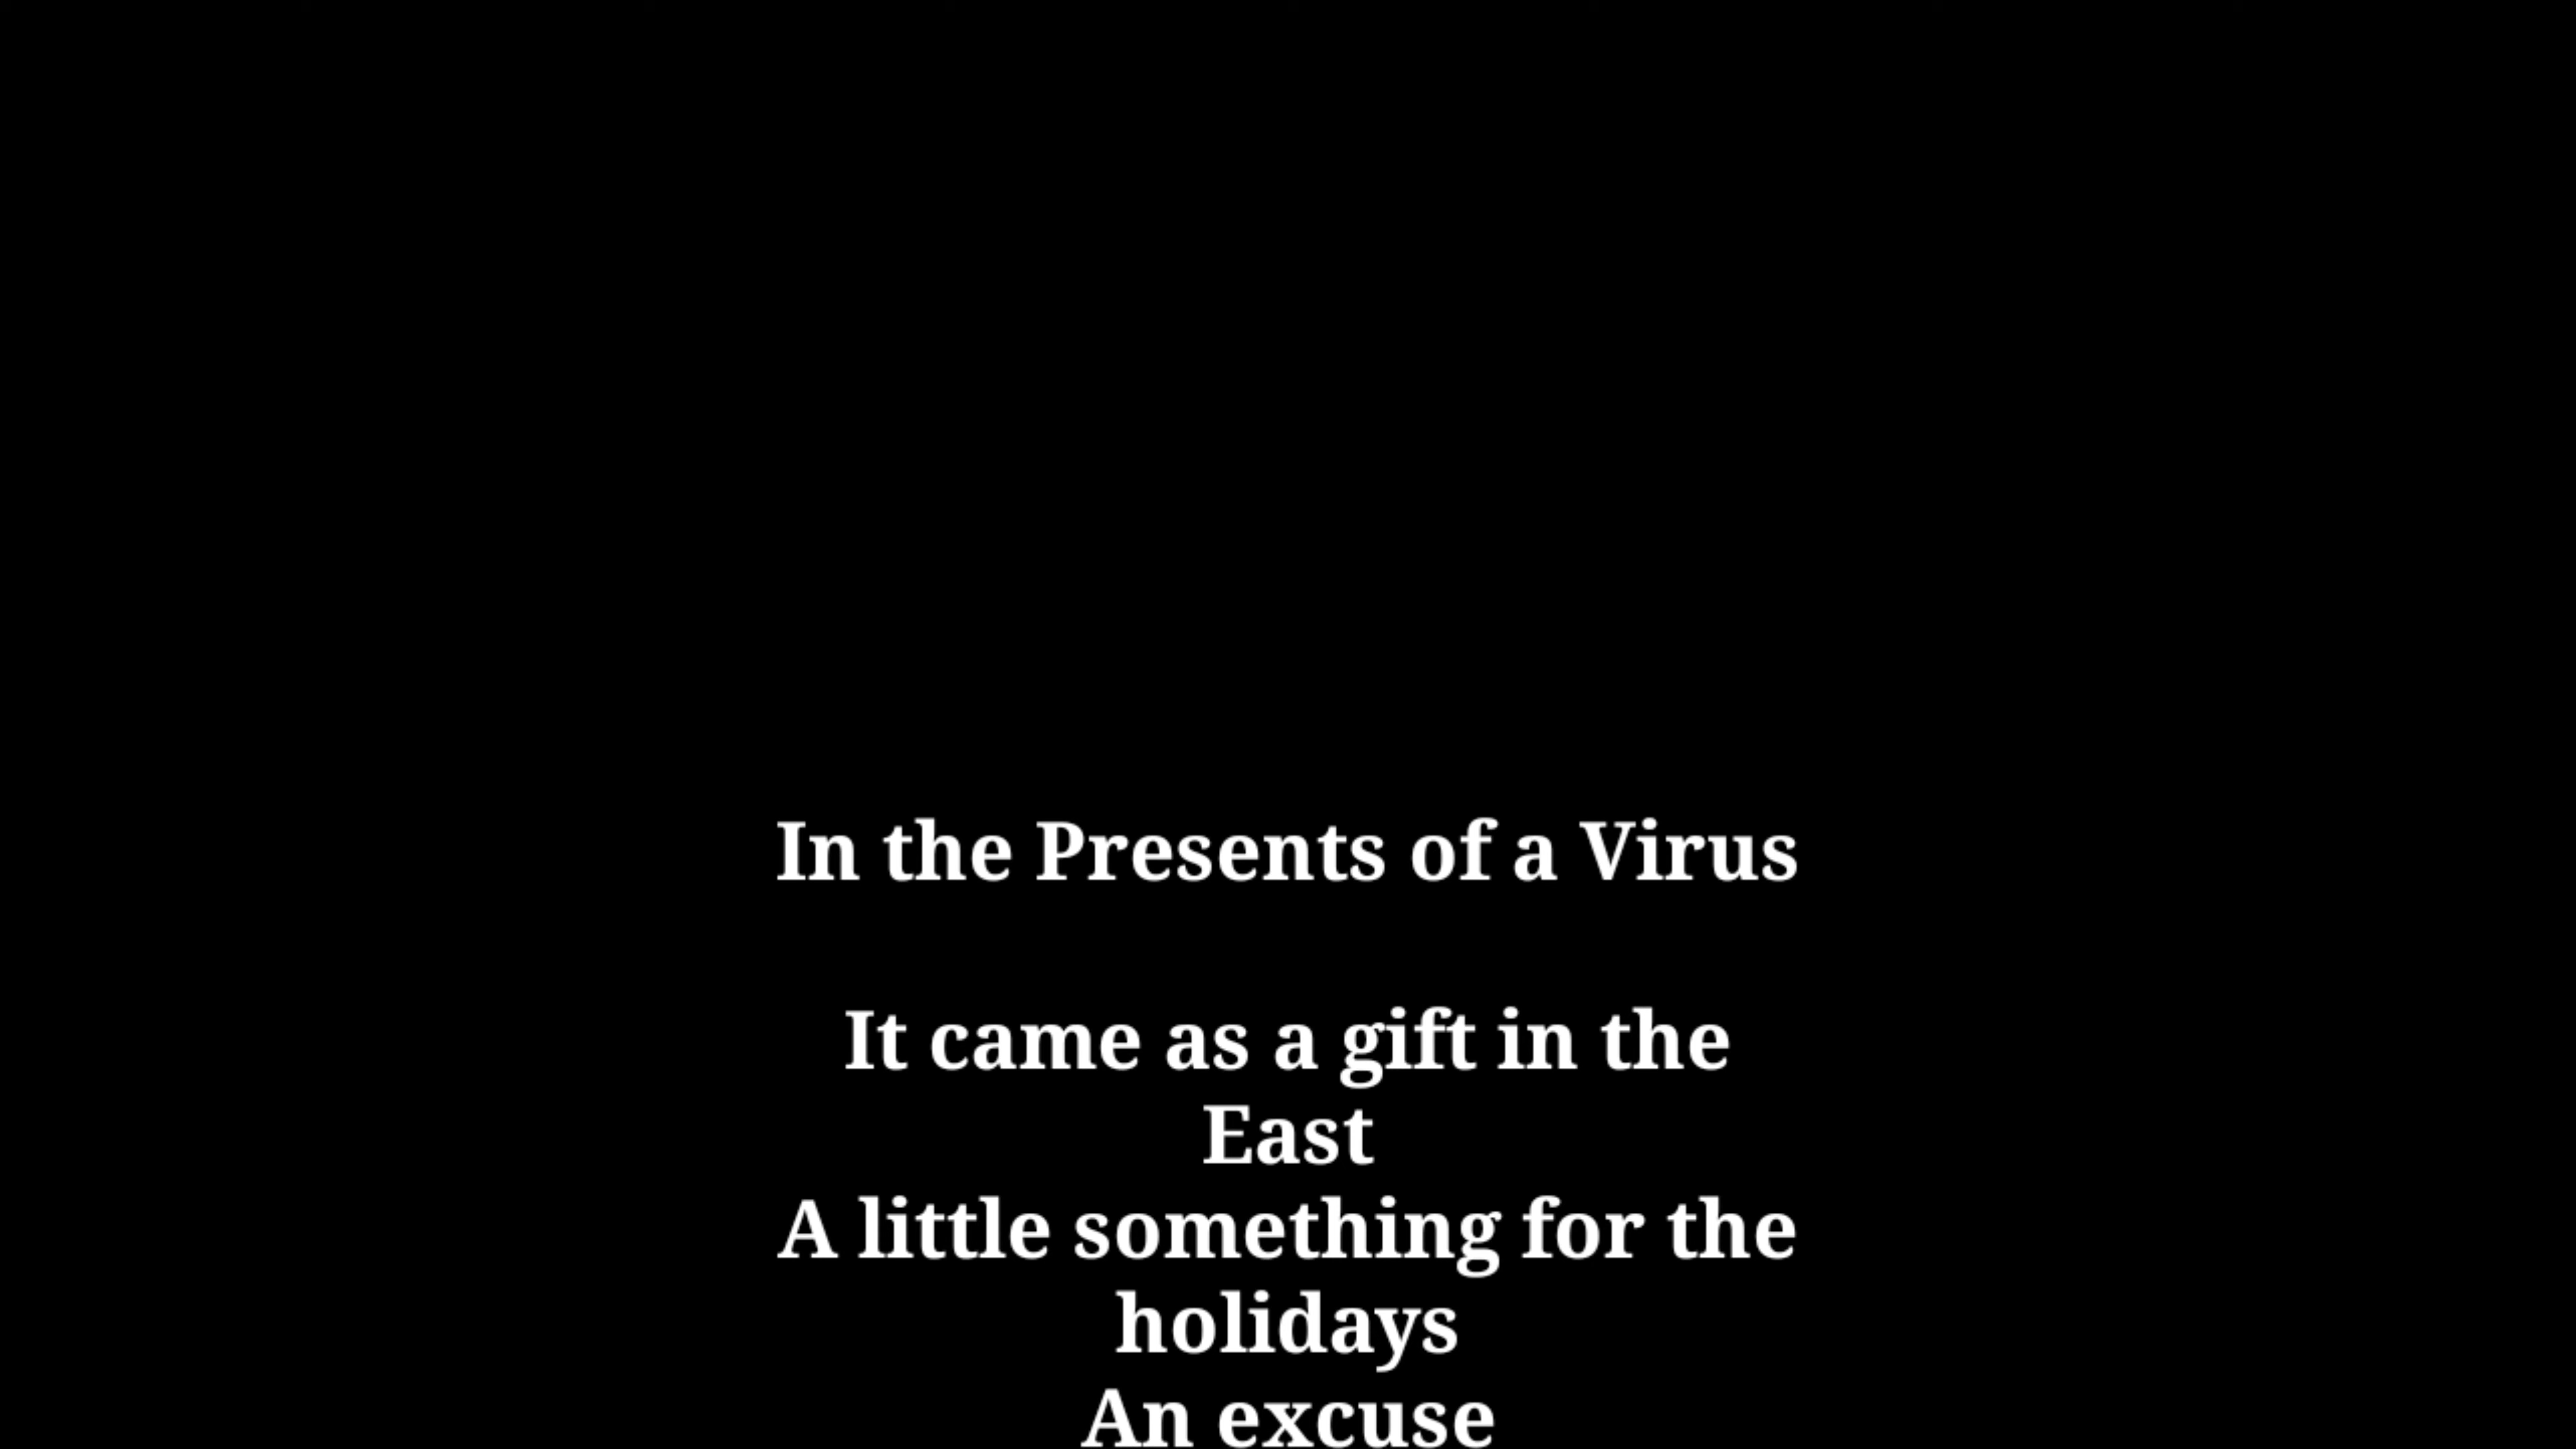 In the Presents of a Virus
It came as a gift in the
East
A little something for the
holidays
An excuse